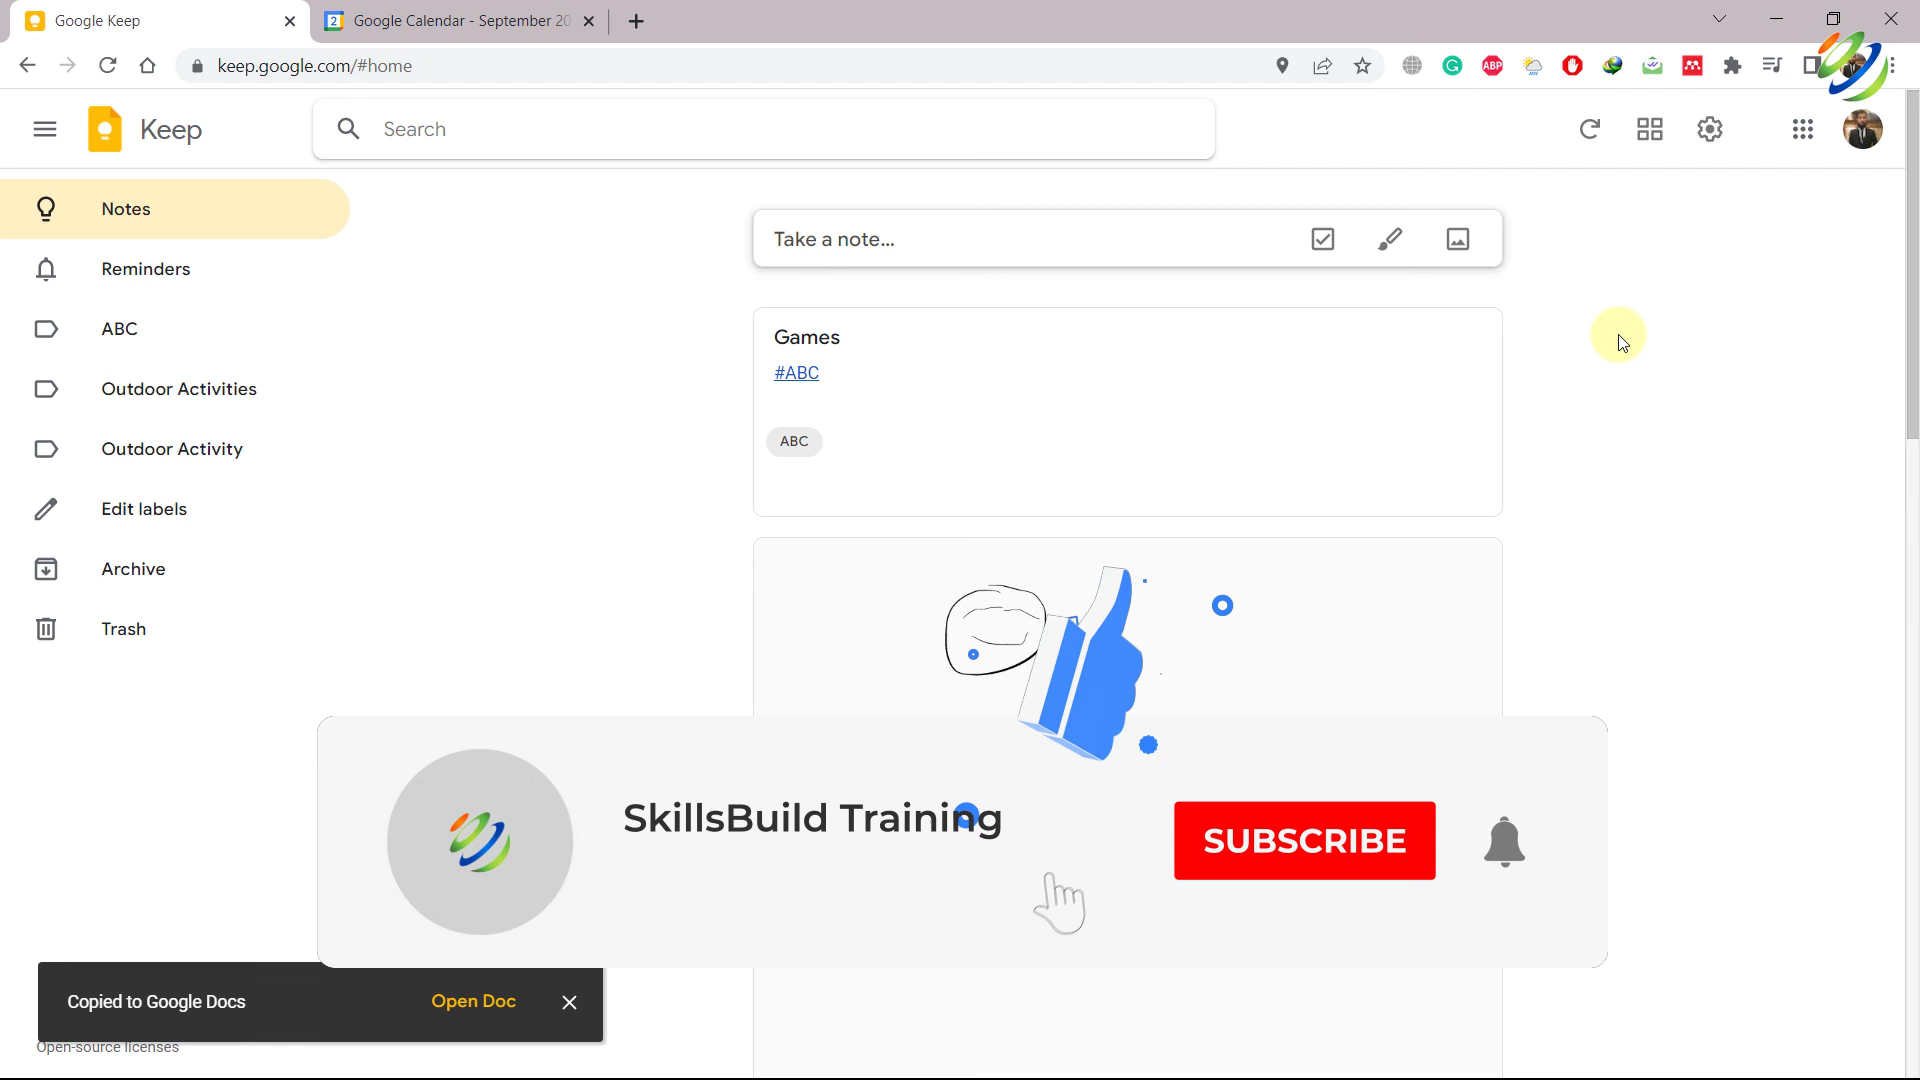 Google Keep
2
Google Calendar - September 20
keep.google.com/#home
ABP
Keep
Search
Notes
Take a note...
Reminders
Games
ABC
#ABC
Outdoor Activities
ABC
Outdoor Activity
Edit labels
Archive
Trash
SkillsBuild Training
SUBSCRIBE
Copied to Google Docs
Open Doc
Open-source licenses